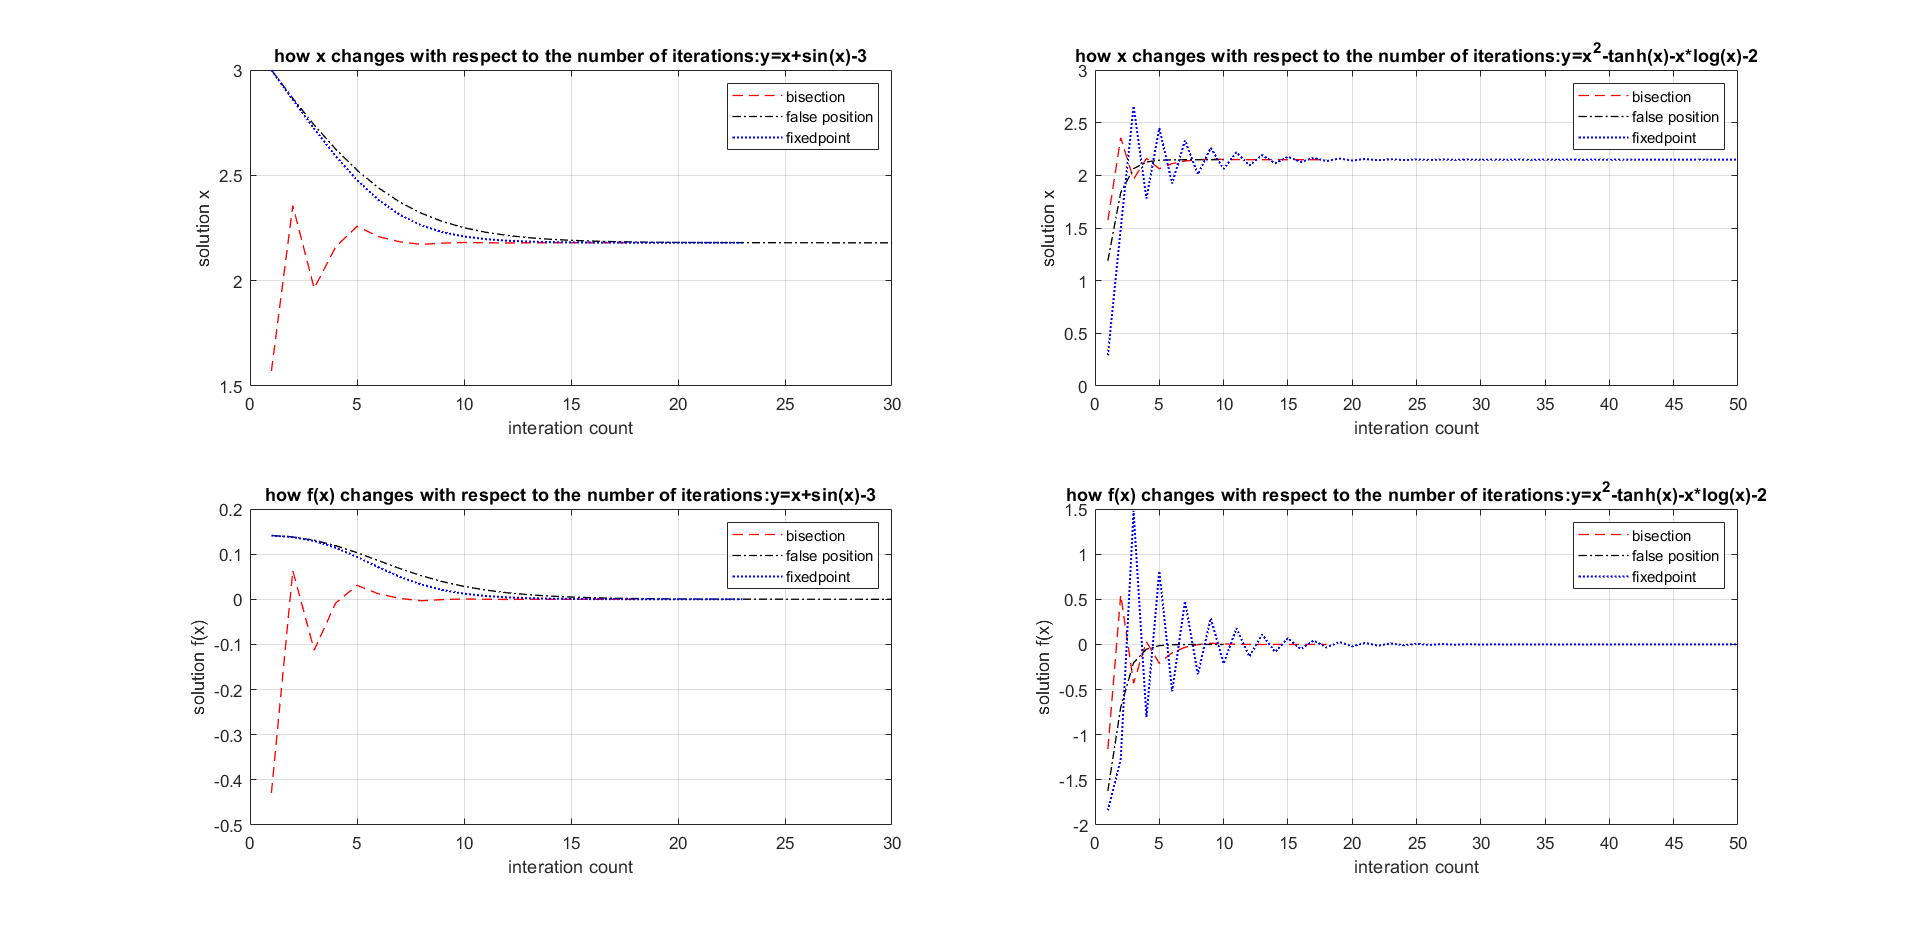 how x changes with respect to the number of iterations:y=x+sin(x)-3
3
2.5
2
1.5
solution x
bisection
false position
fixedpoint
0 5 10 15 20 25 30
interation count
how x changes with respect to the number of iterations:y=x²-tanh(x)-x*log(x)-2
3
2.5
2
1.5
1
0.5
0
solution x
bisection
false position
fixedpoint
0 5 10 15 20 25 30 35 40 45 50
interation count
how f(x) changes with respect to the number of iterations:y=x+sin(x)-3
0.2
0.1
0
-0.1
-0.2
-0.3
-0.4
-0.5
solution f(x)
bisection
false position
fixedpoint
0 5 10 15 20 25 30
interation count
how f(x) changes with respect to the number of iterations:y=x²-tanh(x)-x*log(x)-2
1.5
1
0.5
0
-0.5
-1
-1.5
-2
solution f(x)
bisection
false position
fixedpoint
0 5 10 15 20 25 30 35 40 45 50
interation count